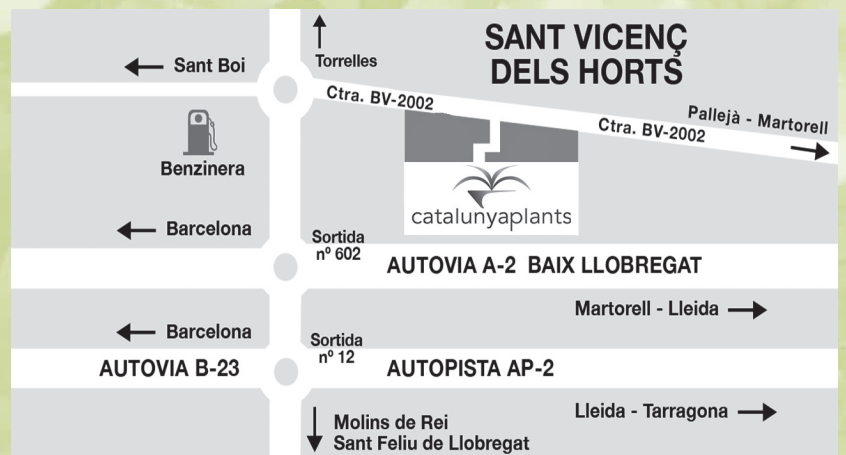 SANT VICENÇ
DELS HORTS
Torrelles
Sant Boi
Ctra. BV-2002
Ctra. BV-2002
Pallejà - Martorell
Benzinera
catalunyaplants
Barcelona
Sortida
nº 602
AUTOVIA A-2 BAIX LLOBREGAT
Martorell - Lleida
Barcelona
Sortida
nº 12
AUTOVIA B-23
AUTOPISTA AP-2
Lleida - Tarragona
Molins de Rei
Sant Feliu de Llobregat